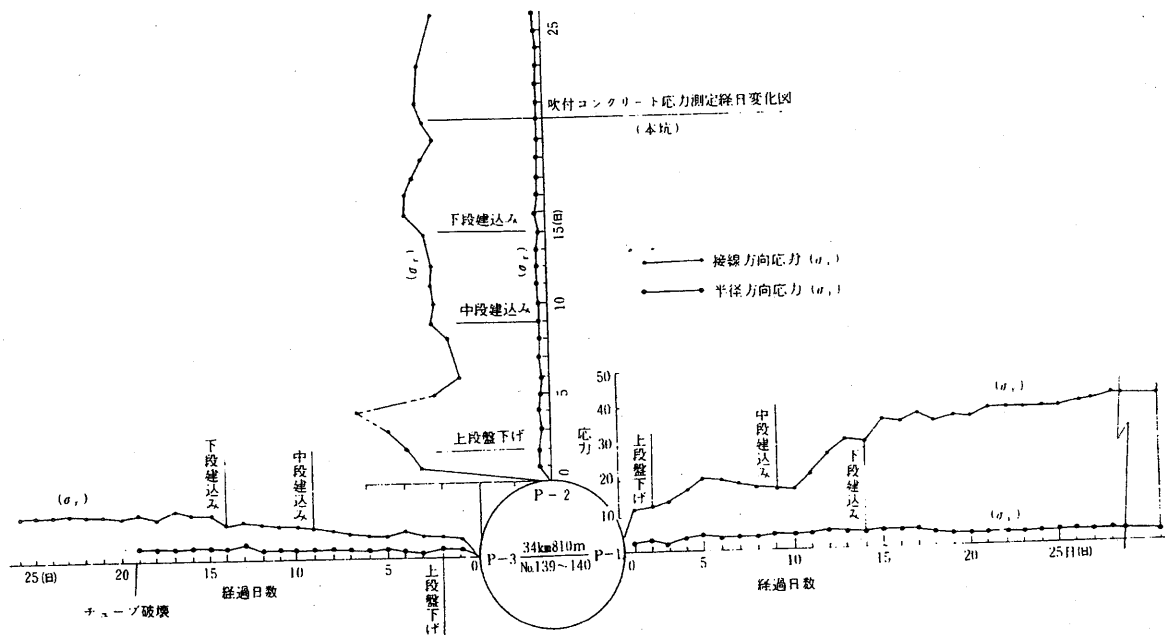 25
吹付コンクリート応力測定経日変化図
(本坑)
下段建込み
15(日)
(σr)
(σr)
接線方向応力 (σr)
半径方向応力 (σr)
中段建込み
10
5
上段盤下げ
0
応力
50
40
30
20
10
(σr)
中段建込み
上段盤下げ
下段建込み
(σr)
下段建込み
中段建込み
(σr)
P-2
P-3
34km810m
No.139~140
P-1
25(日)
20
15
10
5
0
経過日数
チューブ破壊
上段盤下げ
0
5
10
15
20
25日(日)
経過日数